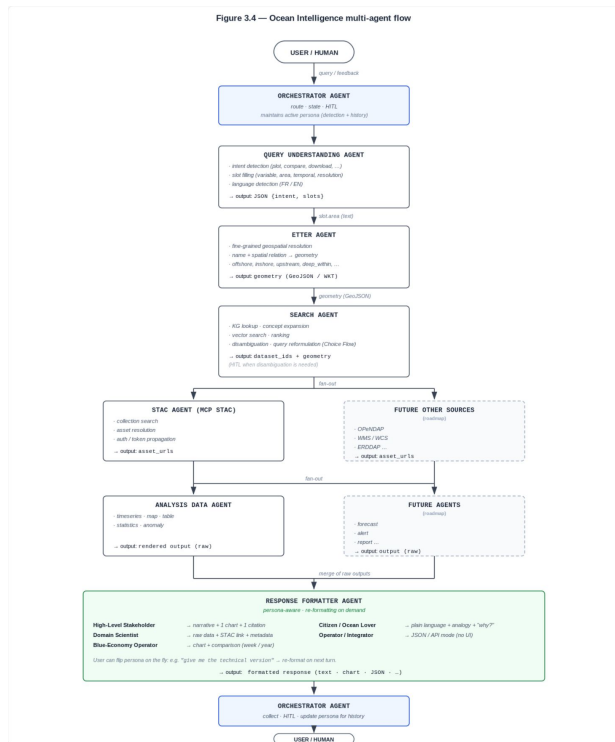 Figure 3.4 — Ocean Intelligence multi-agent flow
USER / HUMAN
query / feedback
ORCHESTRATOR AGENT
route · state · HITL
maintains active persona (detection + history)
QUERY UNDERSTANDING AGENT
· intent detection (plot, compare, download, …)
· slot filling (variable, area, temporal, resolution)
· language detection (FR / EN)
→ output: JSON {intent, slots}
slot area (text)
ETTER AGENT
· fine-grained geospatial resolution
· name + spatial relation → geometry
· offshore, inshore, upstream, deep_within, …
→ output: geometry (GeoJSON / WKT)
geometry (GeoJSON)
SEARCH AGENT
· KG lookup · concept expansion
· vector search · ranking
· disambiguation · query reformulation (Choice Flow)
→ output: dataset_ids + geometry
(HITL when disambiguation is needed)
fan-out
STAC AGENT (MCP STAC)
· collection search
· asset resolution
· auth / token propagation
→ output: asset_urls
FUTURE OTHER SOURCES
(roadmap)
· OPeNDAP
· WMS / WCS
· ERDDAP …
→ output: asset_urls
fan-out
ANALYSIS DATA AGENT
· timeseries · map · table
· statistics · anomaly
→ output: rendered output (raw)
FUTURE AGENTS
(roadmap)
· forecast
· alert
· report …
→ output: output (raw)
merge of raw outputs
RESPONSE FORMATTER AGENT
persona-aware · re-formatting on demand
High-Level Stakeholder → narrative + 1 chart + 1 citation
Domain Scientist → raw data + STAC link + metadata
Blue-Economy Operator → chart + comparison (week / year)
Citizen / Ocean Lover → plain language + analogy + "why?"
Operator / Integrator → JSON / API mode (no UI)
User can flip persona on the fly: e.g. "give me the technical version" → re-format on next turn.
→ output: formatted response (text · chart · JSON · …)
ORCHESTRATOR AGENT
collect · HITL · update persona for history
USER / HUMAN